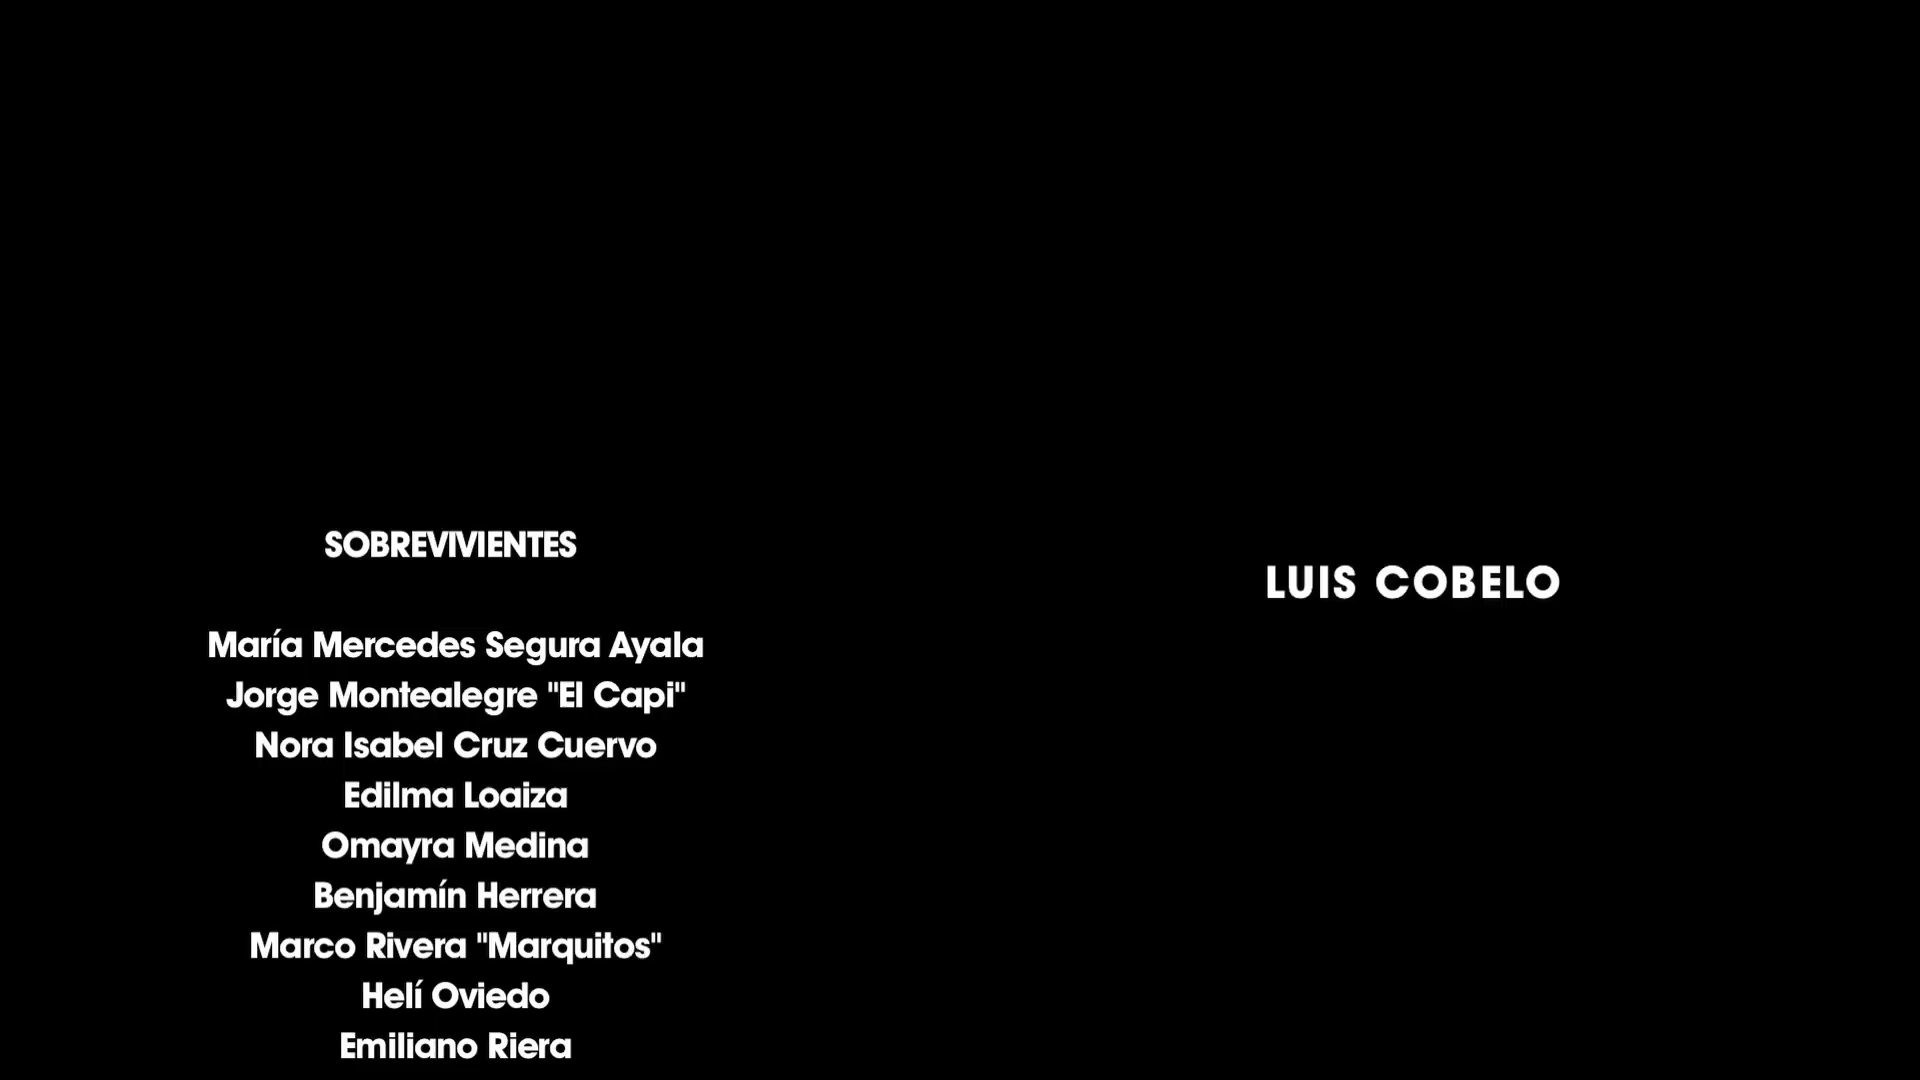 SOBREVIVIENTES
María Mercedes Segura Ayala
Jorge Montealegre "El Capi"
Nora Isabel Cruz Cuervo
Edilma Loaiza
Omayra Medina
Benjamín Herrera
Marco Rivera "Marquitos"
Helí Oviedo
Emiliano Riera
LUIS COBELO